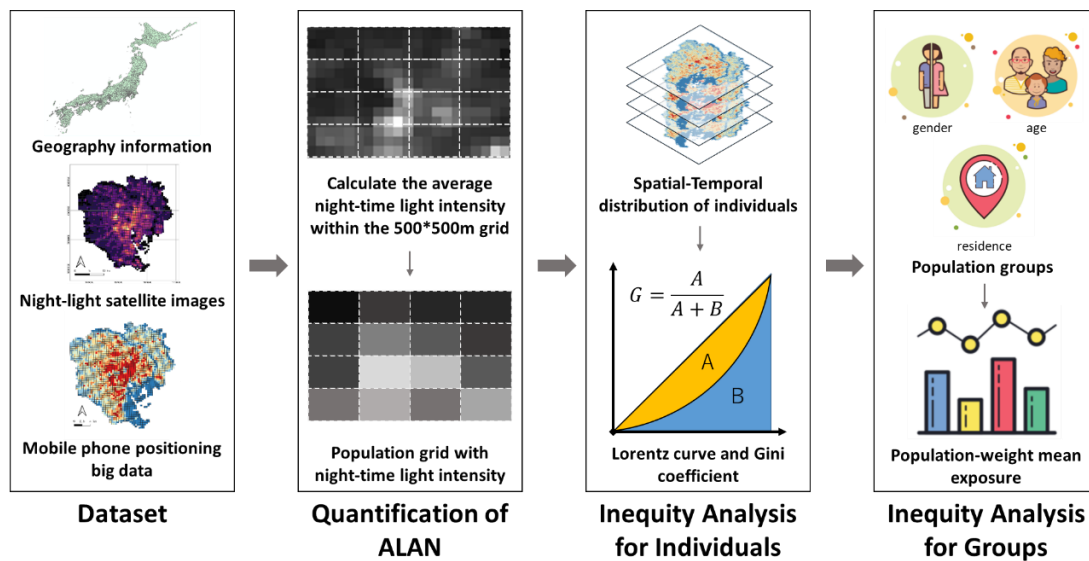 Geography information
Night-light satellite images
Mobile phone positioning
big data
Dataset
Calculate the average
night-time light intensity
within the 500*500m grid
Population grid with
night-time light intensity
Quantification of
ALAN
Spatial-Temporal
distribution of individuals
G = A / (A + B)
A
B
Lorentz curve and Gini
coefficient
Inequity Analysis
for Individuals
gender
age
residence
Population groups
Population-weight mean
exposure
Inequity Analysis
for Groups